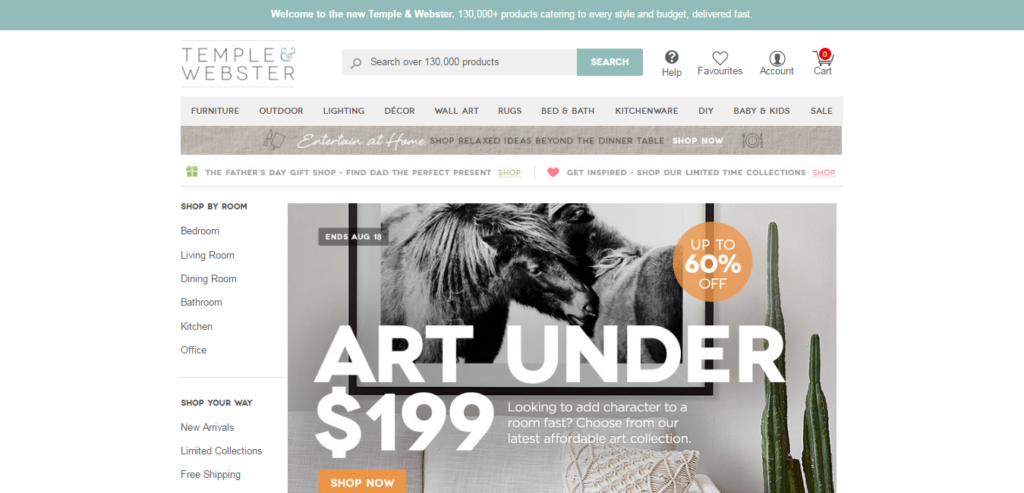 Welcome to the new Temple & Webster. 130,000+ products catering to every style and budget, delivered fast.
TEMPLE &
WEBSTER
Search over 130,000 products
SEARCH
Help
Favourites
Account
0
Cart
FURNITURE OUTDOOR LIGHTING DÉCOR WALL ART RUGS BED & BATH KITCHENWARE DIY BABY & KIDS SALE
Entertain at Home SHOP RELAXED IDEAS BEYOND THE DINNER TABLE SHOP NOW
THE FATHER'S DAY GIFT SHOP - FIND DAD THE PERFECT PRESENT SHOP
GET INSPIRED - SHOP OUR LIMITED TIME COLLECTIONS SHOP
SHOP BY ROOM
Bedroom
Living Room
Dining Room
Bathroom
Kitchen
Office
SHOP YOUR WAY
New Arrivals
Limited Collections
Free Shipping
ENDS AUG 18
UP TO
60%
OFF
ART UNDER
$199
Looking to add character to a
room fast? Choose from our
latest affordable art collection.
SHOP NOW